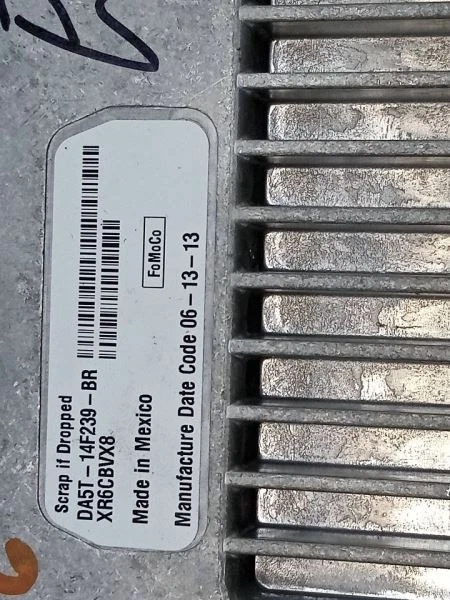 Scrap if Dropped
DA5T-14F239-BR
XR6CBVX8
Made in Mexico
FoMoCo
Manufacture Date Code 06-13-13